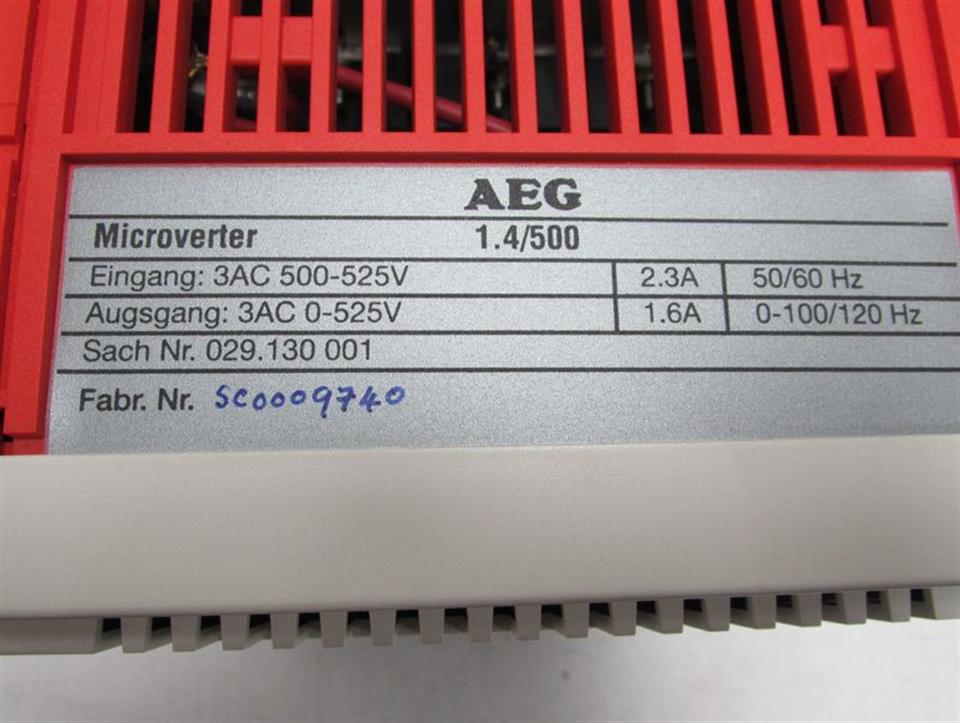 AEG
Microverter 1.4/500
Eingang: 3AC 500-525V 2.3A 50/60 Hz
Augsgang: 3AC 0-525V 1.6A 0-100/120 Hz
Sach Nr. 029.130 001
Fabr. Nr. SC0009740